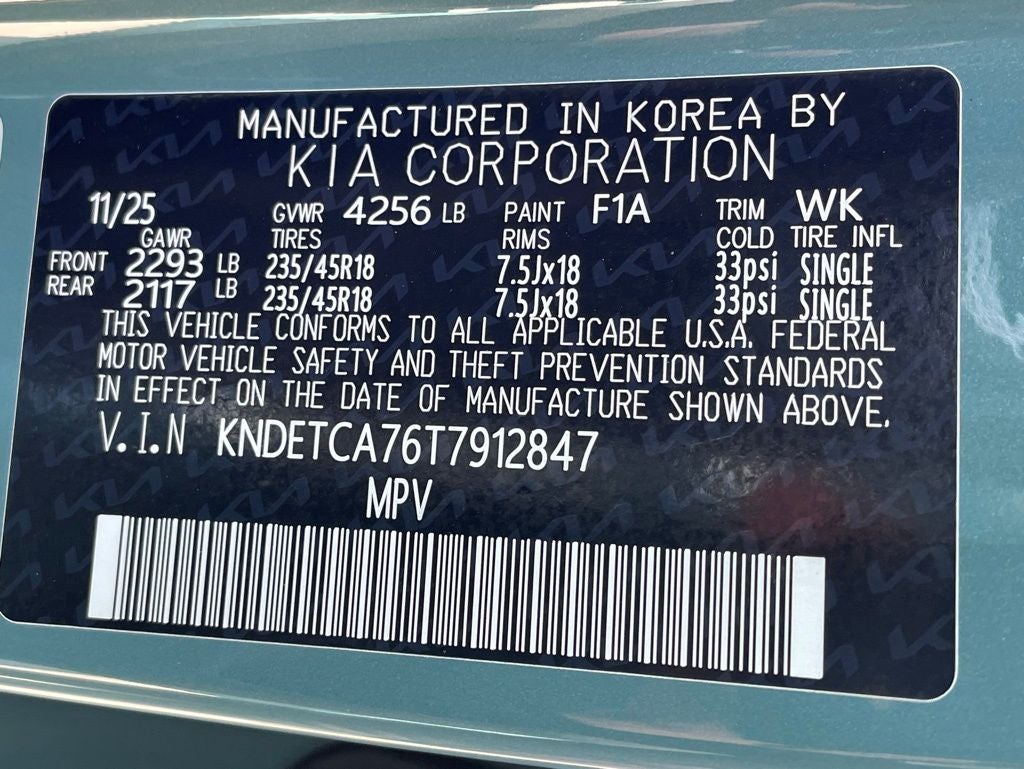 MANUFACTURED IN KOREA BY
KIA CORPORATION
11/25 GVWR 4256 LB PAINT F1A TRIM WK
GAWR TIRES RIMS COLD TIRE INFL
FRONT 2293 LB 235/45R18 7.5Jx18 33psi SINGLE
REAR 2117 LB 235/45R18 7.5Jx18 33psi SINGLE
THIS VEHICLE CONFORMS TO ALL APPLICABLE U.S.A. FEDERAL
MOTOR VEHICLE SAFETY AND THEFT PREVENTION STANDARDS
IN EFFECT ON THE DATE OF MANUFACTURE SHOWN ABOVE.
V.I.N KNDETCA76T7912847
MPV